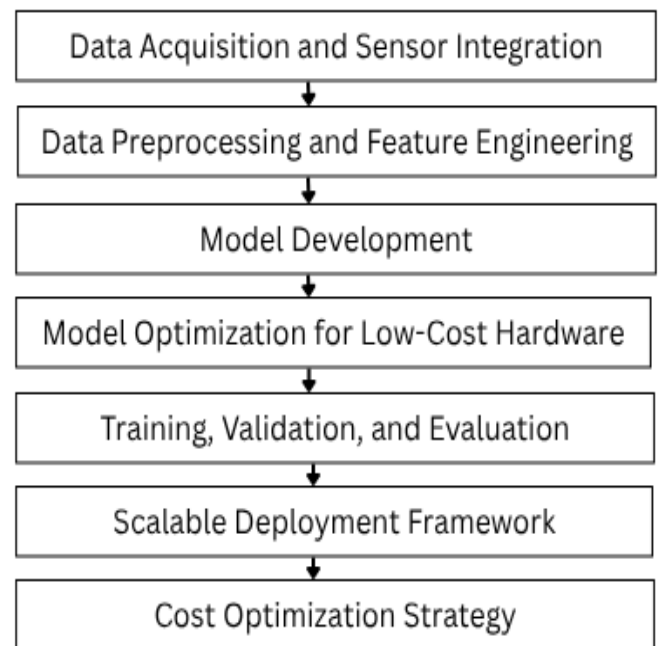 Data Acquisition and Sensor Integration
Data Preprocessing and Feature Engineering
Model Development
Model Optimization for Low-Cost Hardware
Training, Validation, and Evaluation
Scalable Deployment Framework
Cost Optimization Strategy